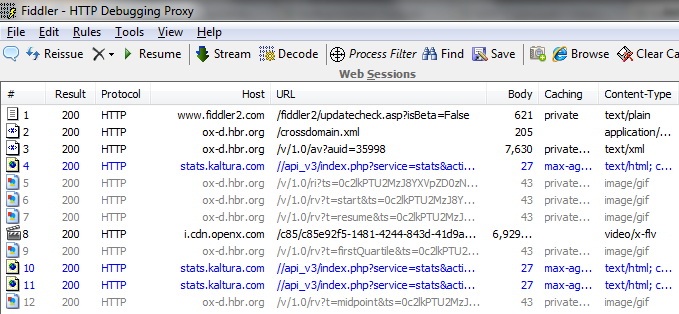 Fiddler - HTTP Debugging Proxy
File Edit Rules Tools View Help
Reissue Resume Stream Decode Process Filter Find Save Browse Clear Ca
Web Sessions
# Result Protocol Host URL Body Caching Content-Type
1 200 HTTP www.fiddler2.com /fiddler2/updatecheck.asp?isBeta=False 621 private text/plain
2 200 HTTP ox-d.hbr.org /crossdomain.xml 205 application/...
3 200 HTTP ox-d.hbr.org /v/1.0/av?auid=35998 7,630 private... text/xml
4 200 HTTP stats.kaltura.com //api_v3/index.php?service=stats&acti... 27 max-ag... text/html; c...
5 200 HTTP ox-d.hbr.org /v/1.0/ri?ts=0c2lkPTU2MzJ8YXVpZD0zN... 43 private... image/gif
6 200 HTTP ox-d.hbr.org /v/1.0/rv?t=start&ts=0c2lkPTU2MzJ8Y... 43 private... image/gif
7 200 HTTP ox-d.hbr.org /v/1.0/rv?t=resume&ts=0c2lkPTU2MzJ... 43 private... image/gif
8 200 HTTP i.cdn.openx.com /c85/c85e92f5-1481-4244-843d-41d9a... 6,929... video/x-flv
9 200 HTTP ox-d.hbr.org /v/1.0/rv?t=firstQuartile&ts=0c2lkPTU2... 43 private... image/gif
10 200 HTTP stats.kaltura.com //api_v3/index.php?service=stats&acti... 27 max-ag... text/html; c...
11 200 HTTP stats.kaltura.com //api_v3/index.php?service=stats&acti... 27 max-ag... text/html; c...
12 200 HTTP ox-d.hbr.org /v/1.0/rv?t=midpoint&ts=0c2lkPTU2MzJ... 43 private... image/gif